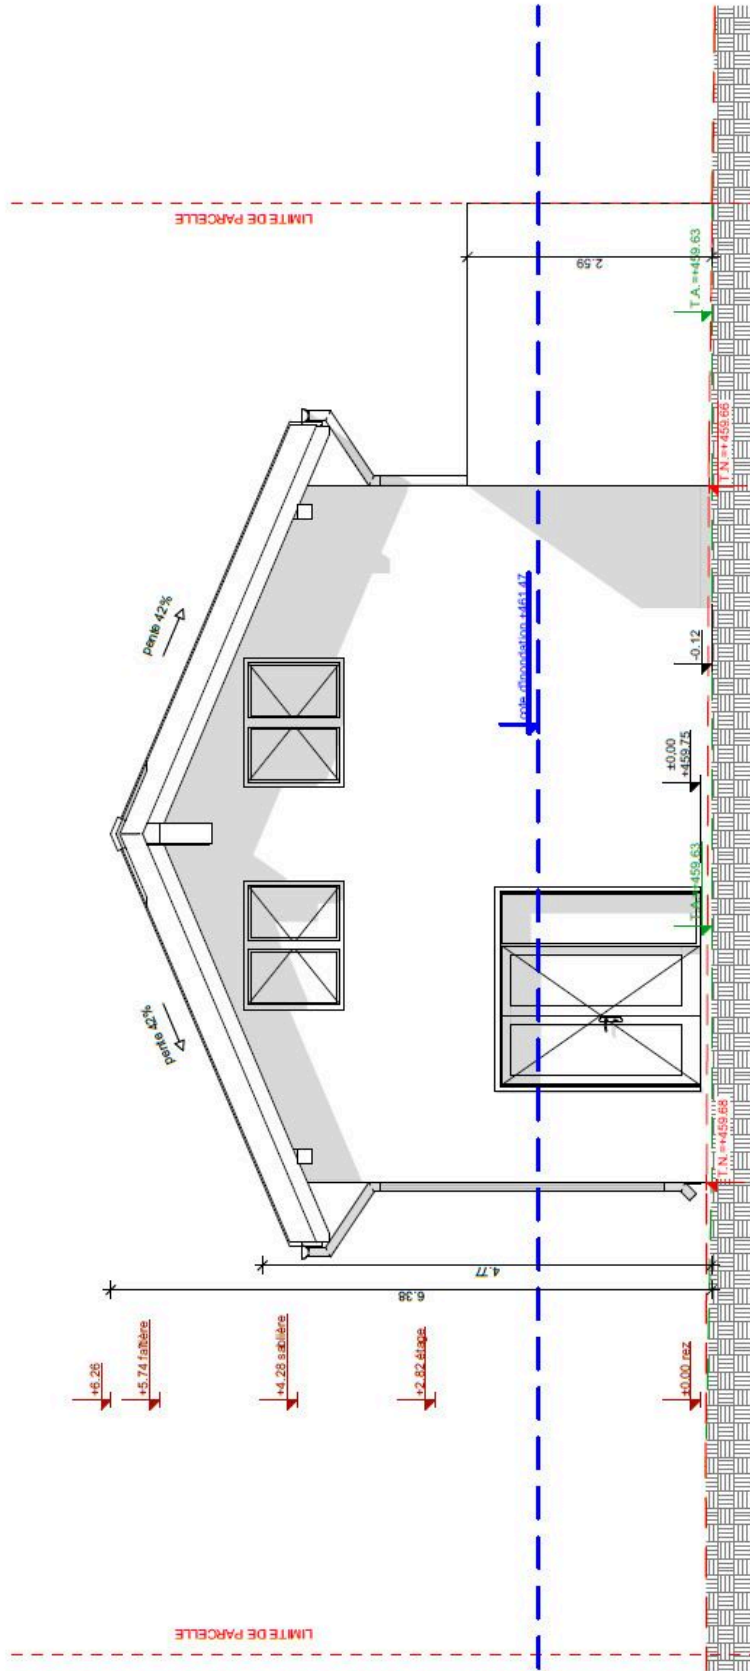 LIMITE DE PARCELLE
LIMITE DE PARCELLE
pente 42%
pente 42%
+6.26
+5.74 faîtière
+4.28 sablière
+2.82 étage
±0.00 rez
6.38
4.77
2.59
cote d'inondation +461.47
±0.00
+459.75
-0.12
T.N.=+459.68
T.A.=+459.63
T.N.=+459.66
T.A.=+459.63